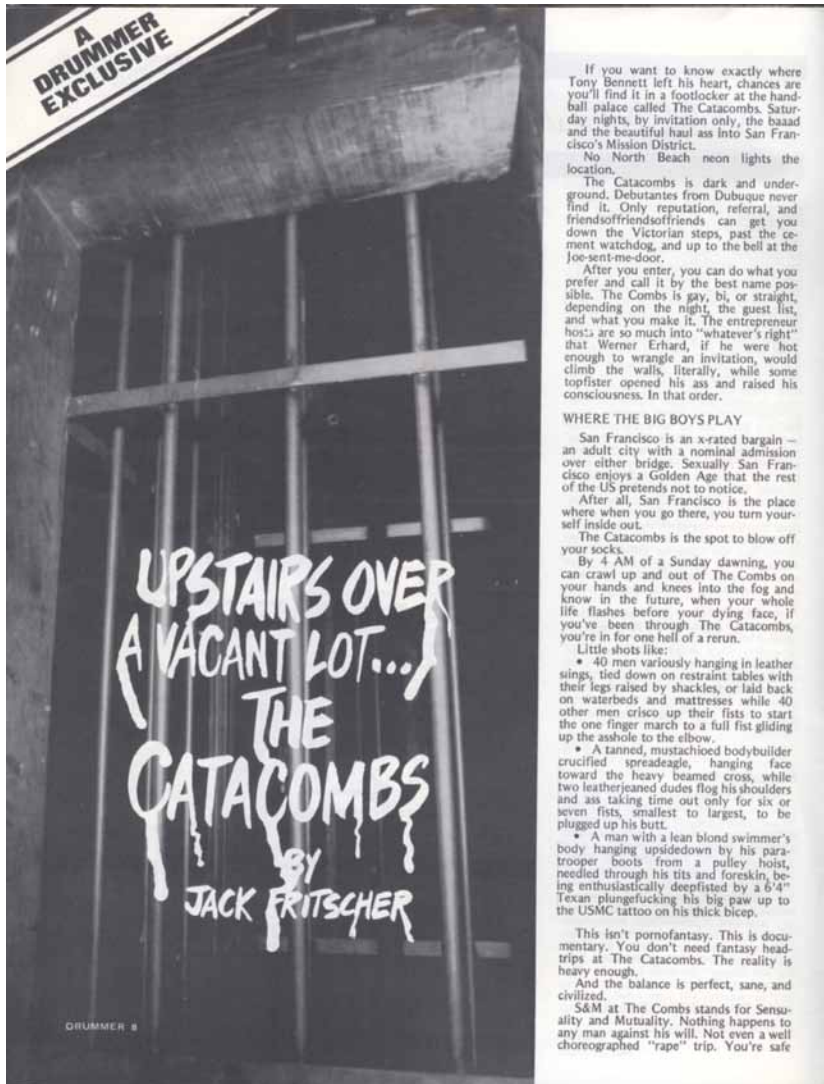 A
DRUMMER
EXCLUSIVE
UPSTAIRS OVER
A VACANT LOT...
THE
CATACOMBS
BY
JACK FRITSCHER
DRUMMER 8
If you want to know exactly where
Tony Bennett left his heart, chances are
you'll find it in a footlocker at the hand-
ball palace called The Catacombs. Satur-
day nights, by invitation only, the baaad
and the beautiful haul ass into San Fran-
cisco's Mission District.
No North Beach neon lights the
location.
The Catacombs is dark and under-
ground. Debutantes from Dubuque never
find it. Only reputation, referral, and
friendsoffriendsoffriends can get you
down the Victorian steps, past the ce-
ment watchdog, and up to the bell at the
Joe-sent-me-door.
After you enter, you can do what you
prefer and call it by the best name pos-
sible. The Combs is gay, bi, or straight,
depending on the night, the guest list,
and what you make it. The entrepreneur
hosts are so much into "whatever's right"
that Werner Erhard, if he were hot
enough to wrangle an invitation, would
climb the walls, literally, while some
topfister opened his ass and raised his
consciousness. In that order.
WHERE THE BIG BOYS PLAY
San Francisco is an x-rated bargain —
an adult city with a nominal admission
over either bridge. Sexually San Fran-
cisco enjoys a Golden Age that the rest
of the US pretends not to notice.
After all, San Francisco is the place
where when you go there, you turn your-
self inside out.
The Catacombs is the spot to blow off
your socks.
By 4 AM of a Sunday dawning, you
can crawl up and out of The Combs on
your hands and knees into the fog and
know in the future, when your whole
life flashes before your dying face, if
you've been through The Catacombs,
you're in for one hell of a rerun.
Little shots like:
• 40 men variously hanging in leather
slings, tied down on restraint tables with
their legs raised by shackles, or laid back
on waterbeds and mattresses while 40
other men crisco up their fists to start
the one finger march to a full fist gliding
up the asshole to the elbow.
• A tanned, mustachioed bodybuilder
crucified spreadeagle, hanging face
toward the heavy beamed cross, while
two leatherjeaned dudes flog his shoulders
and ass taking time out only for six or
seven fists, smallest to largest, to be
plugged up his butt.
• A man with a lean blond swimmer's
body hanging upsidedown by his para-
trooper boots from a pulley hoist,
needled through his tits and foreskin, be-
ing enthusiastically deepfisted by a 6'4"
Texan plungefucking his big paw up to
the USMC tattoo on his thick bicep.
This isn't pornofantasy. This is docu-
mentary. You don't need fantasy head-
trips at The Catacombs. The reality is
heavy enough.
And the balance is perfect, sane, and
civilized.
S&M at The Combs stands for Sensu-
ality and Mutuality. Nothing happens to
any man against his will. Not even a well
choreographed "rape" trip. You're safe